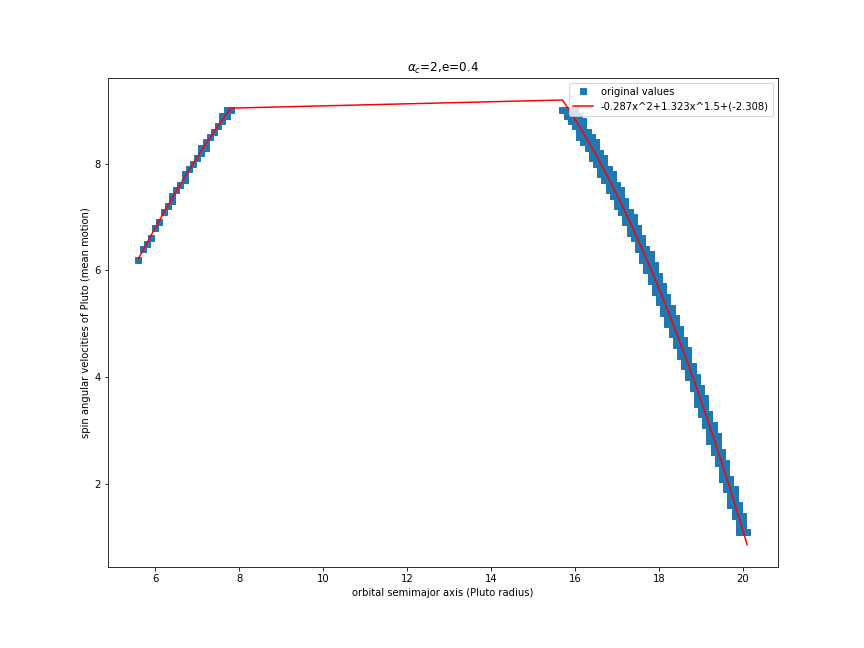 α_c=2,e=0.4
original values
-0.287x^2+1.323x^1.5+(-2.308)
spin angular velocities of Pluto (mean motion)
8
6
4
2
6 8 10 12 14 16 18 20
orbital semimajor axis (Pluto radius)